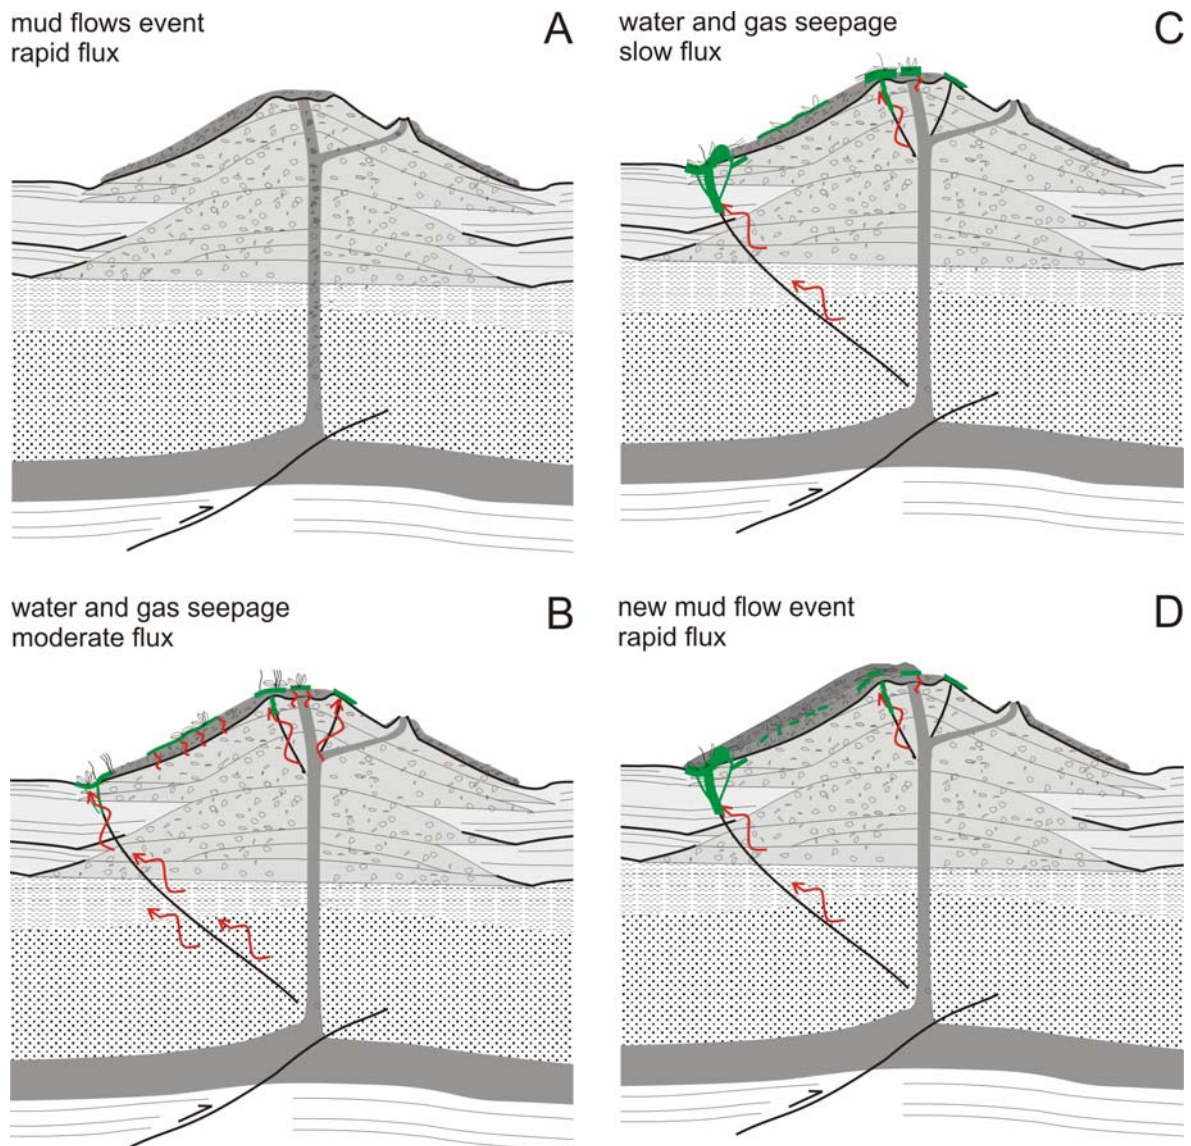 mud flows event
rapid flux
A
water and gas seepage
slow flux
C
water and gas seepage
moderate flux
B
new mud flow event
rapid flux
D